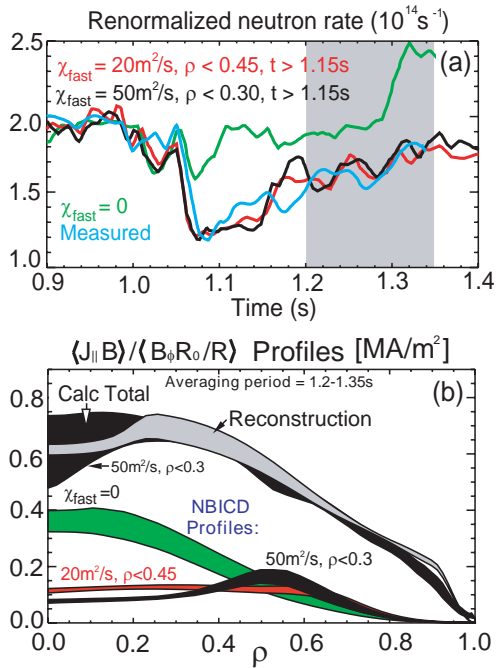 Renormalized neutron rate (10¹⁴s⁻¹)
2.5
χfast = 20m²/s, ρ < 0.45, t > 1.15s
(a)
χfast = 50m²/s, ρ < 0.30, t > 1.15s
2.0
1.5
χfast = 0
Measured
1.0
0.9 1.0 1.1 1.2 1.3 1.4
Time (s)
⟨J∥B⟩/⟨BϕR₀/R⟩ Profiles [MA/m²]
0.8
Calc Total
Averaging period = 1.2-1.35s
(b)
Reconstruction
0.6
50m²/s, ρ<0.3
χfast=0
NBICD
Profiles:
0.4
50m²/s, ρ<0.3
0.2
20m²/s, ρ<0.45
0.0
0.0 0.2 0.4 0.6 0.8 1.0
ρ